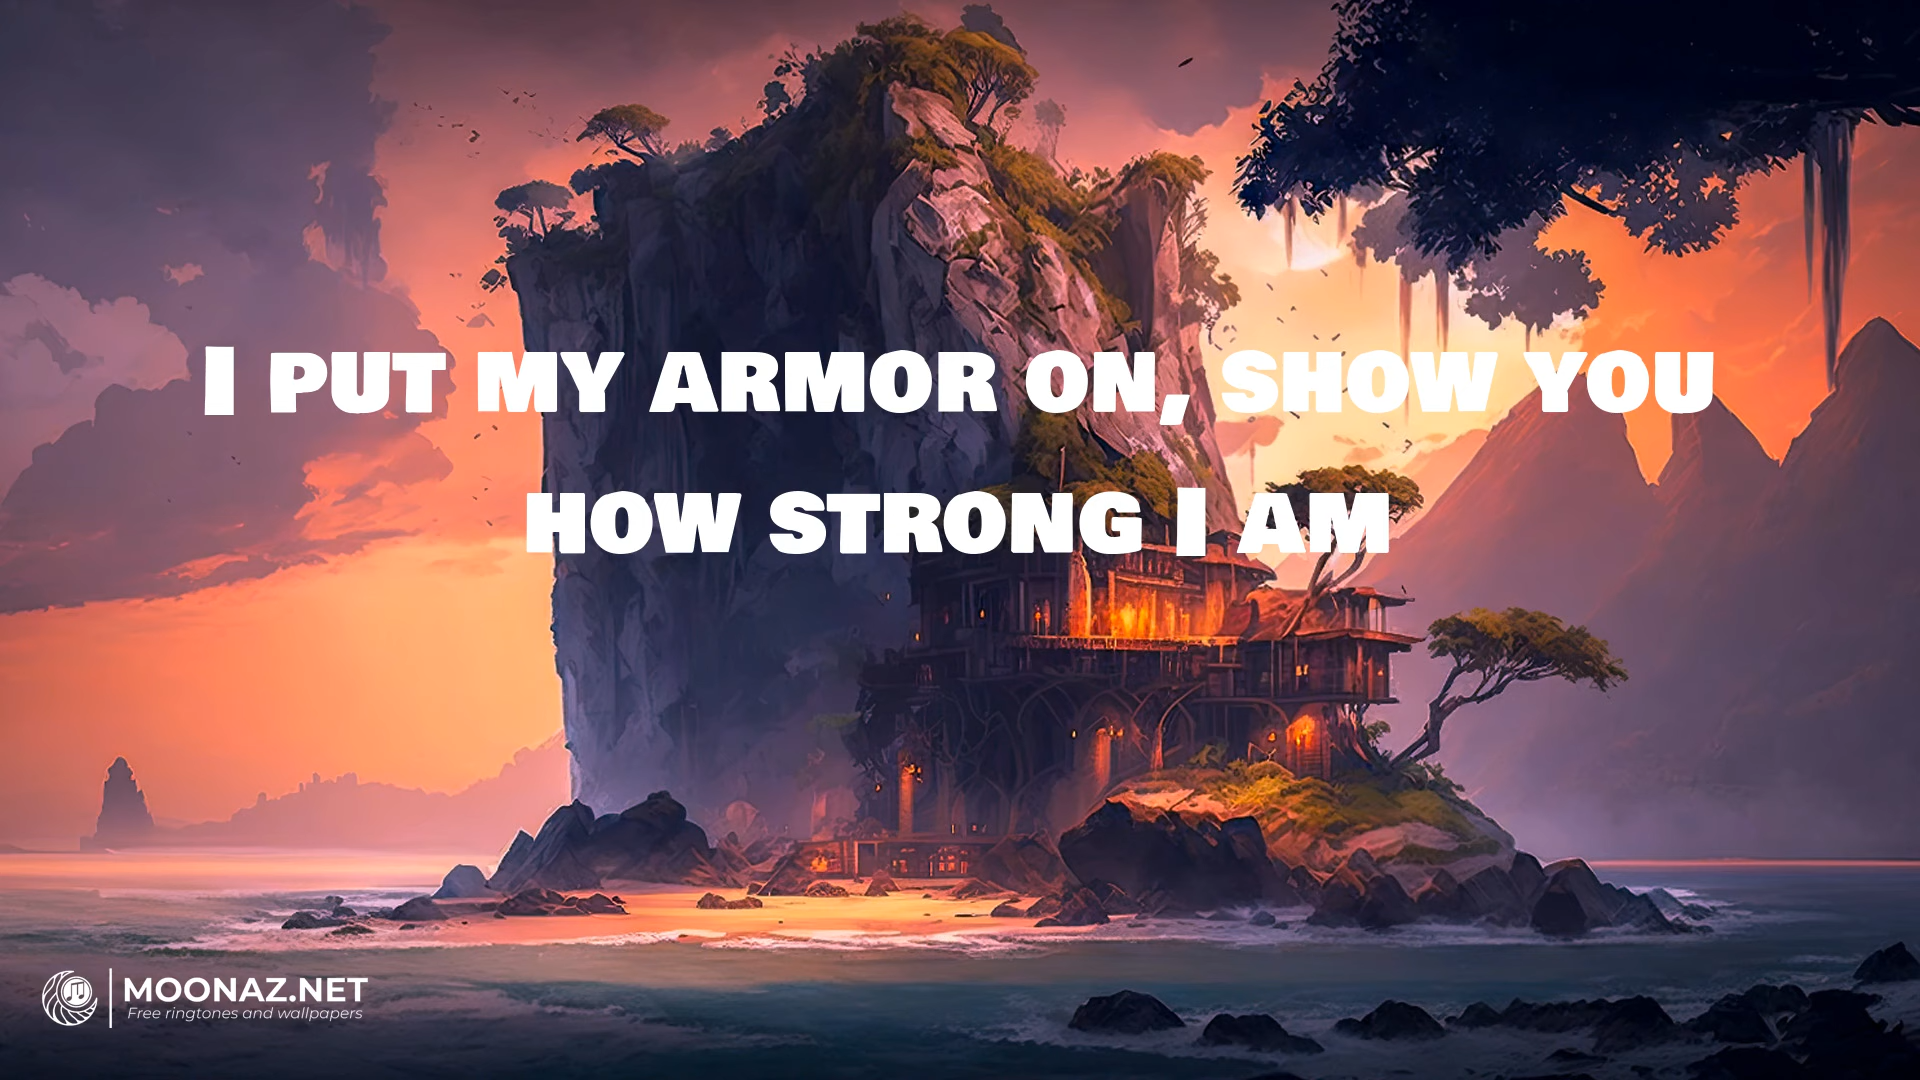 I PUT MY ARMOR ON, SHOW YOU
HOW STRONG I AM
MOONAZ.NET
Free ringtones and wallpapers